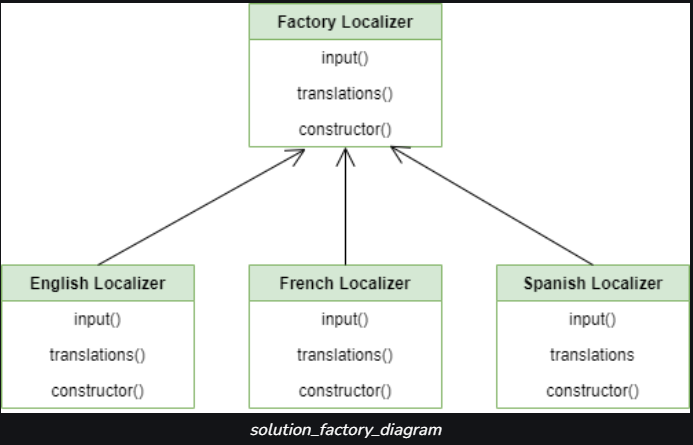 Factory Localizer
input()
translations()
constructor()
English Localizer
input()
translations()
constructor()
French Localizer
input()
translations()
constructor()
Spanish Localizer
input()
translations
constructor()
solution_factory_diagram